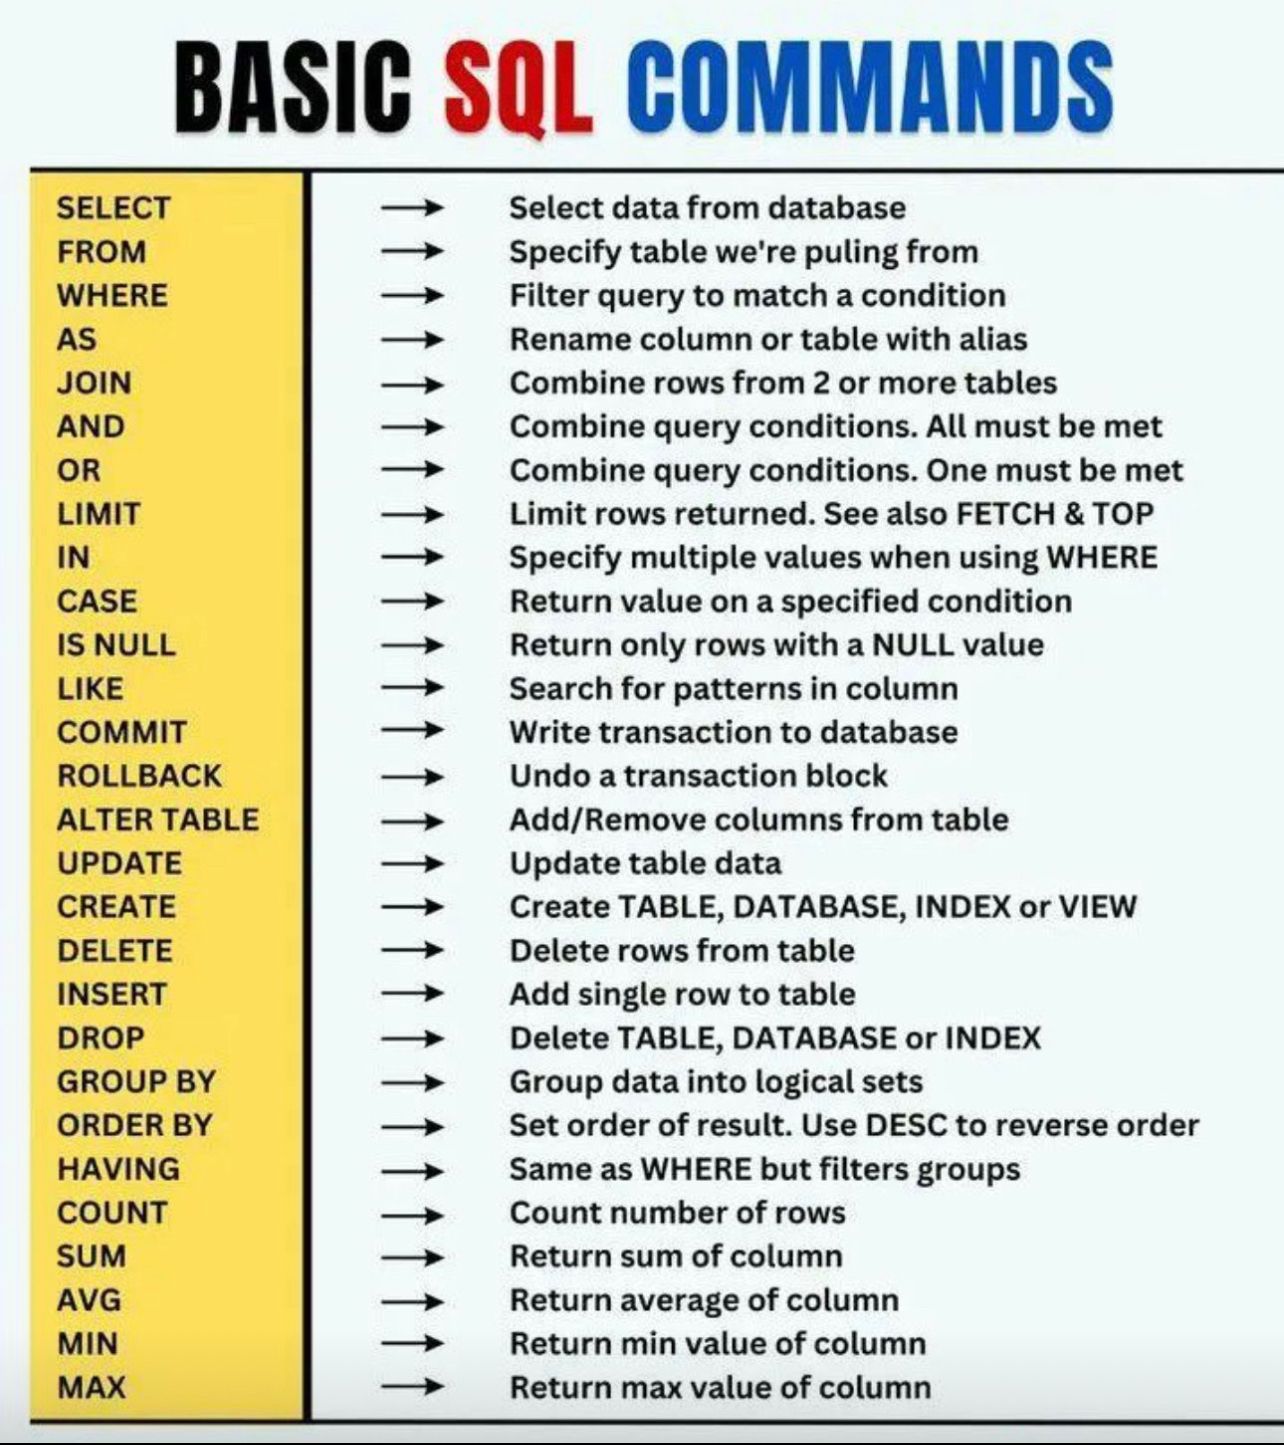 BASIC SQL COMMANDS
SELECT → Select data from database
FROM → Specify table we're puling from
WHERE → Filter query to match a condition
AS → Rename column or table with alias
JOIN → Combine rows from 2 or more tables
AND → Combine query conditions. All must be met
OR → Combine query conditions. One must be met
LIMIT → Limit rows returned. See also FETCH & TOP
IN → Specify multiple values when using WHERE
CASE → Return value on a specified condition
IS NULL → Return only rows with a NULL value
LIKE → Search for patterns in column
COMMIT → Write transaction to database
ROLLBACK → Undo a transaction block
ALTER TABLE → Add/Remove columns from table
UPDATE → Update table data
CREATE → Create TABLE, DATABASE, INDEX or VIEW
DELETE → Delete rows from table
INSERT → Add single row to table
DROP → Delete TABLE, DATABASE or INDEX
GROUP BY → Group data into logical sets
ORDER BY → Set order of result. Use DESC to reverse order
HAVING → Same as WHERE but filters groups
COUNT → Count number of rows
SUM → Return sum of column
AVG → Return average of column
MIN → Return min value of column
MAX → Return max value of column